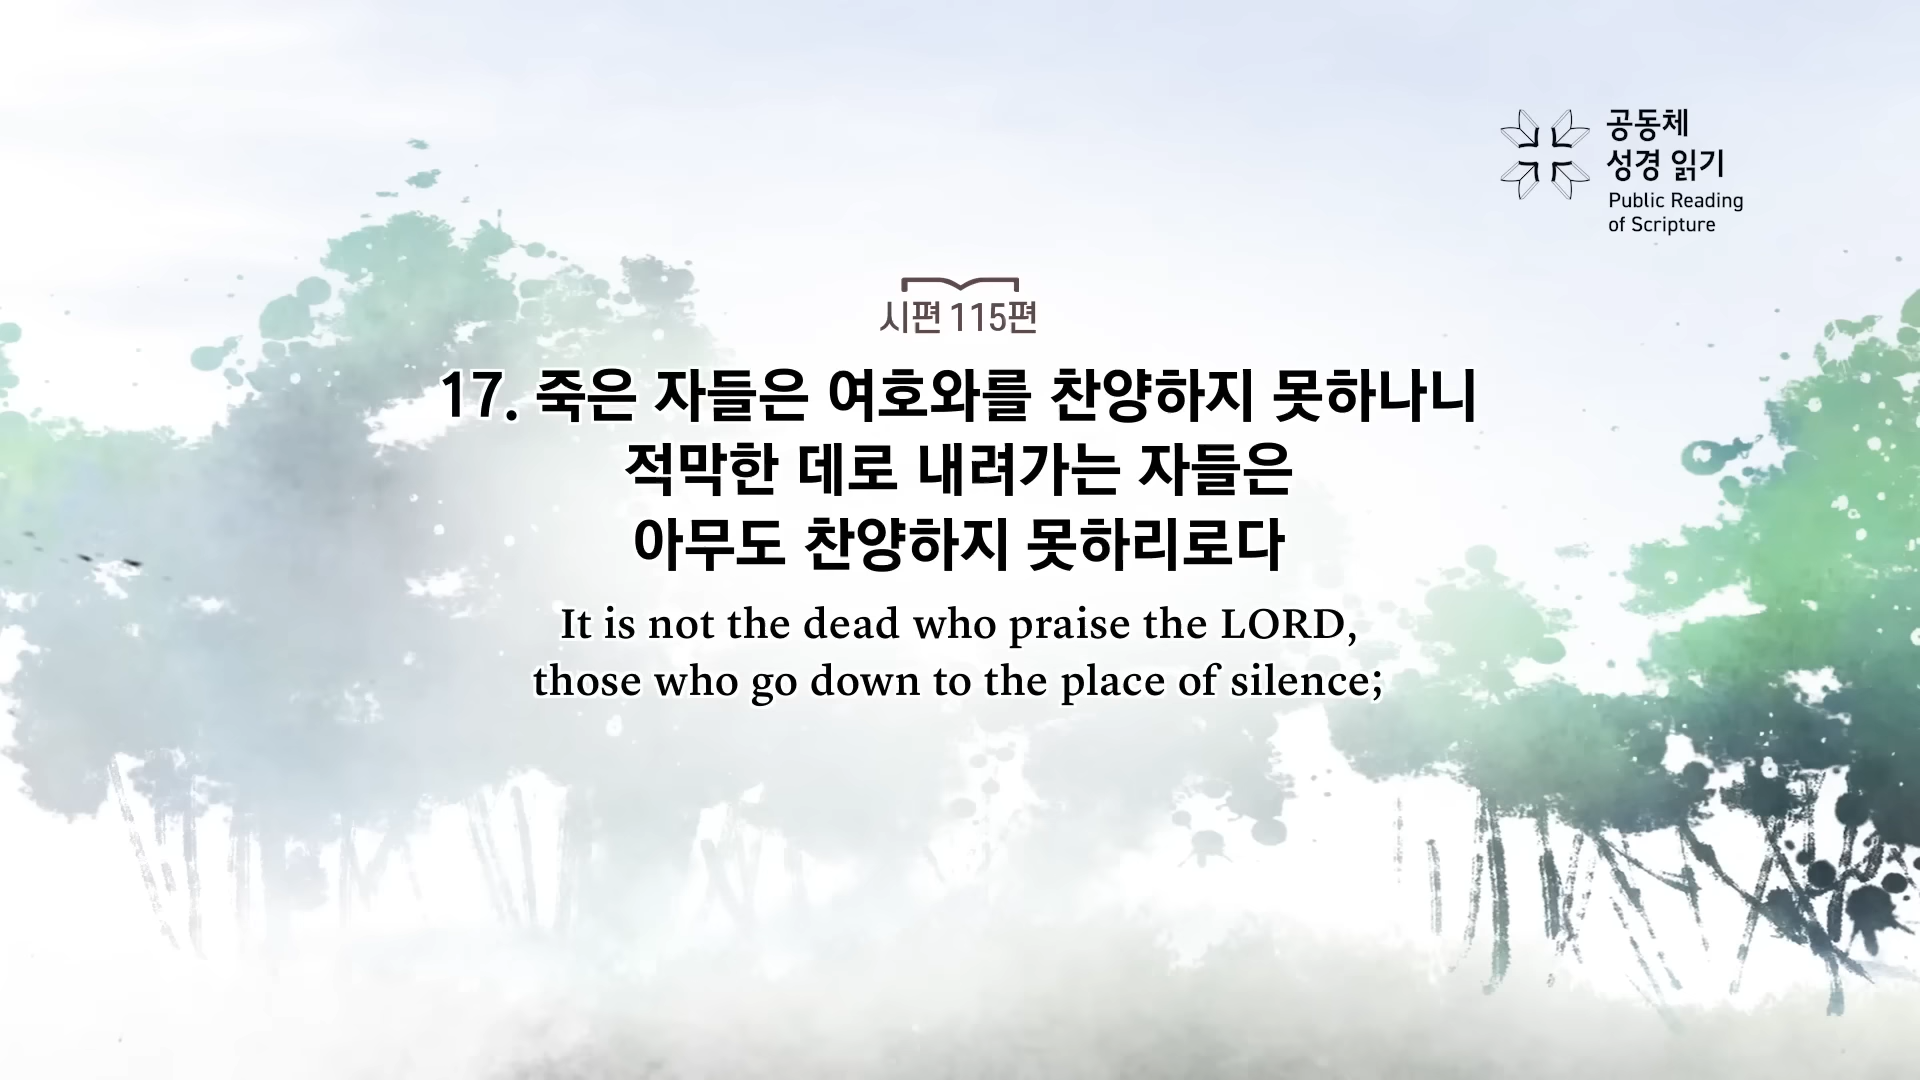 공동체
성경 읽기
Public Reading
of Scripture
시편 115편
17. 죽은 자들은 여호와를 찬양하지 못하나니
적막한 데로 내려가는 자들은
아무도 찬양하지 못하리로다
It is not the dead who praise the LORD,
those who go down to the place of silence;